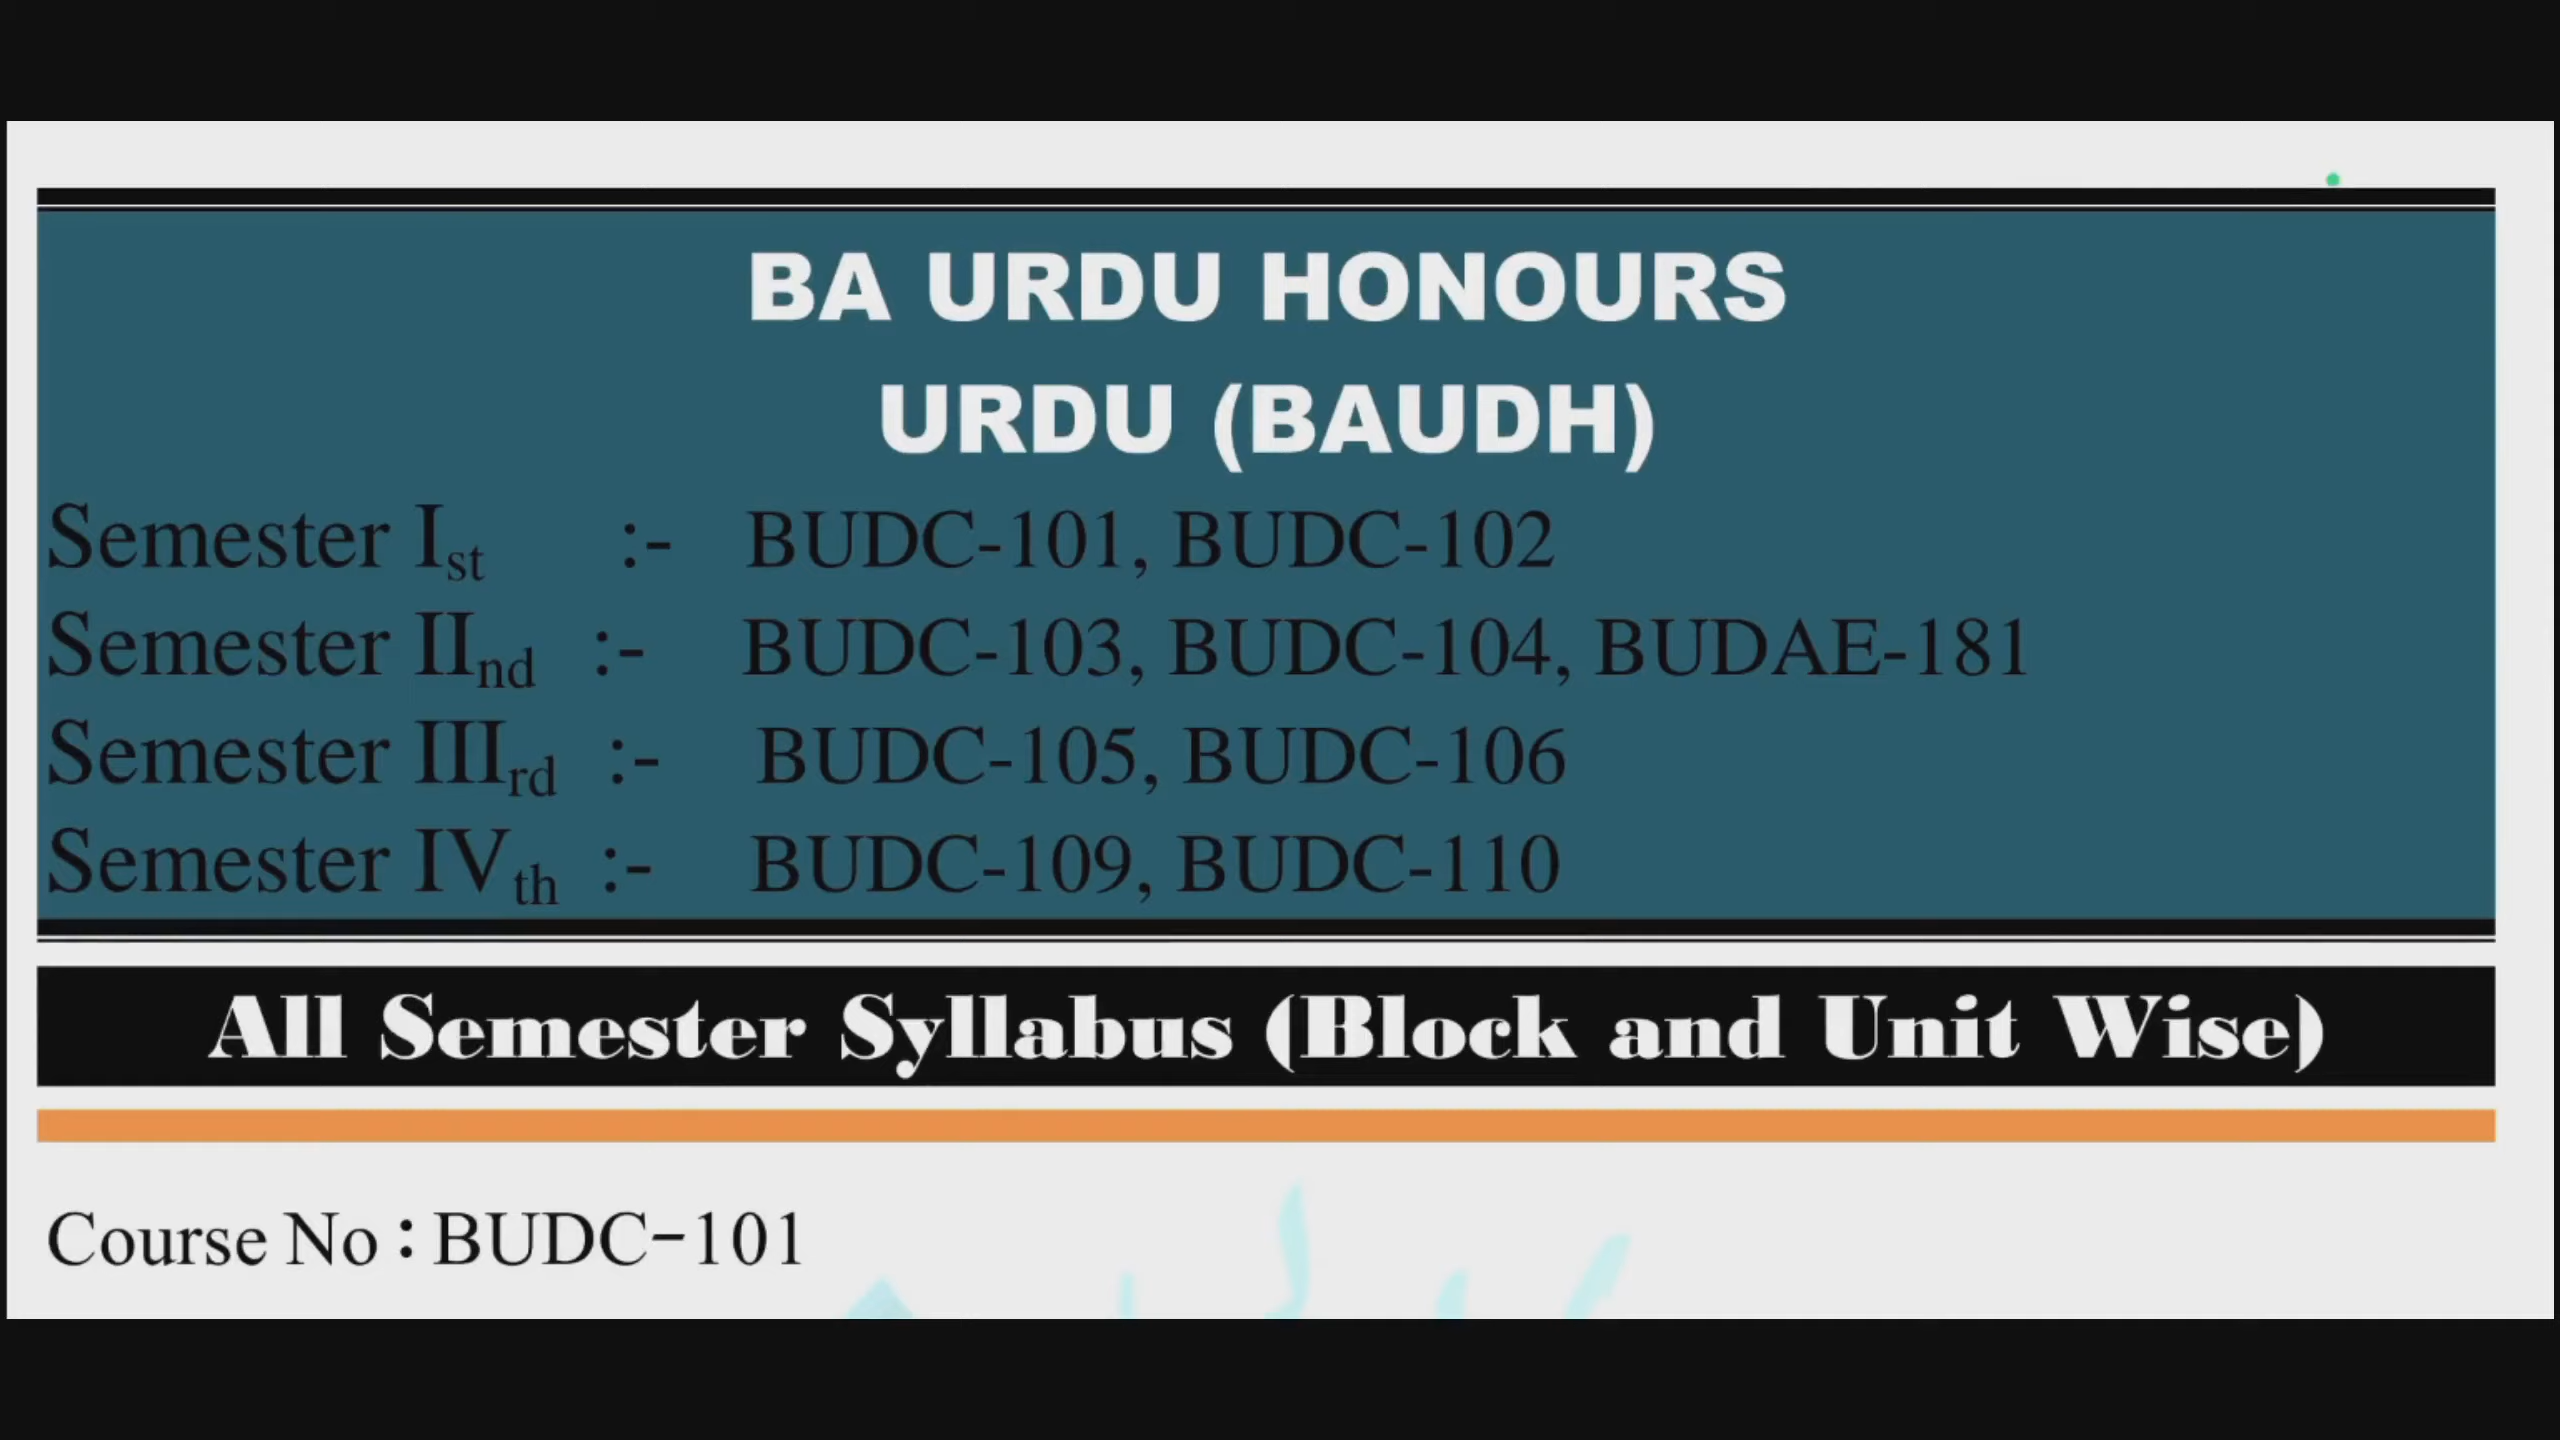 BA URDU HONOURS
URDU (BAUDH)
Semester Ist :- BUDC-101, BUDC-102
Semester IInd :- BUDC-103, BUDC-104, BUDAE-181
Semester IIIrd :- BUDC-105, BUDC-106
Semester IVth :- BUDC-109, BUDC-110
All Semester Syllabus (Block and Unit Wise)
Course No : BUDC-101